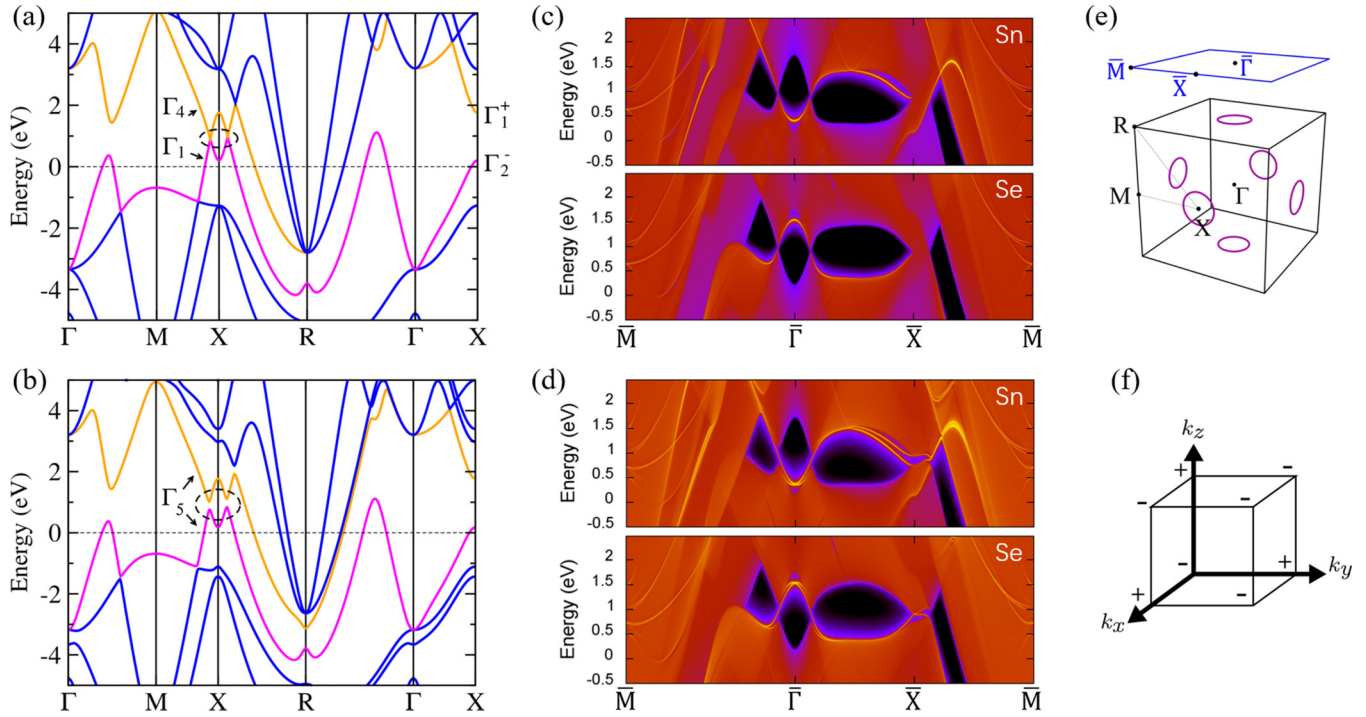 (a)
Energy (eV)
4
2
0
-2
-4
Γ₄
Γ₁
Γ₁⁺
Γ₂⁻
Γ M X R Γ X
(b)
Energy (eV)
4
2
0
-2
-4
Γ₅
Γ M X R Γ X
(c)
Sn
Energy (eV)
2
1.5
1
0.5
0
-0.5
Se
Energy (eV)
2
1.5
1
0.5
0
-0.5
M̅ Γ̅ X̅ M̅
(d)
Sn
Energy (eV)
2
1.5
1
0.5
0
-0.5
Se
Energy (eV)
2
1.5
1
0.5
0
-0.5
M̅ Γ̅ X̅ M̅
(e)
M̅ Γ̅
X̅
R
M Γ
X
(f)
k_z
+ -
- -
- + k_y
+ -
k_x